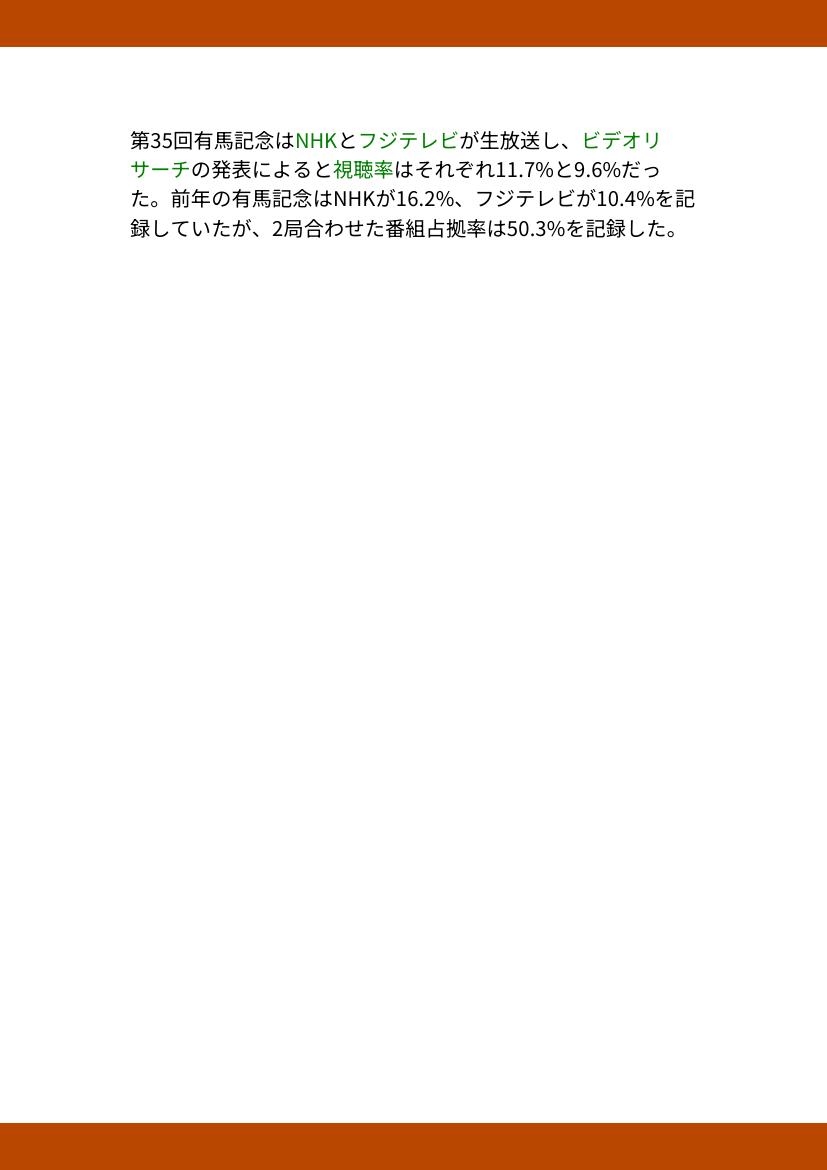 第35回有馬記念はNHKとフジテレビが生放送し、ビデオリ
サーチの発表によると視聴率はそれぞれ11.7%と9.6%だっ
た。前年の有馬記念はNHKが16.2%、フジテレビが10.4%を記
録していたが、2局合わせた番組占拠率は50.3%を記録した。